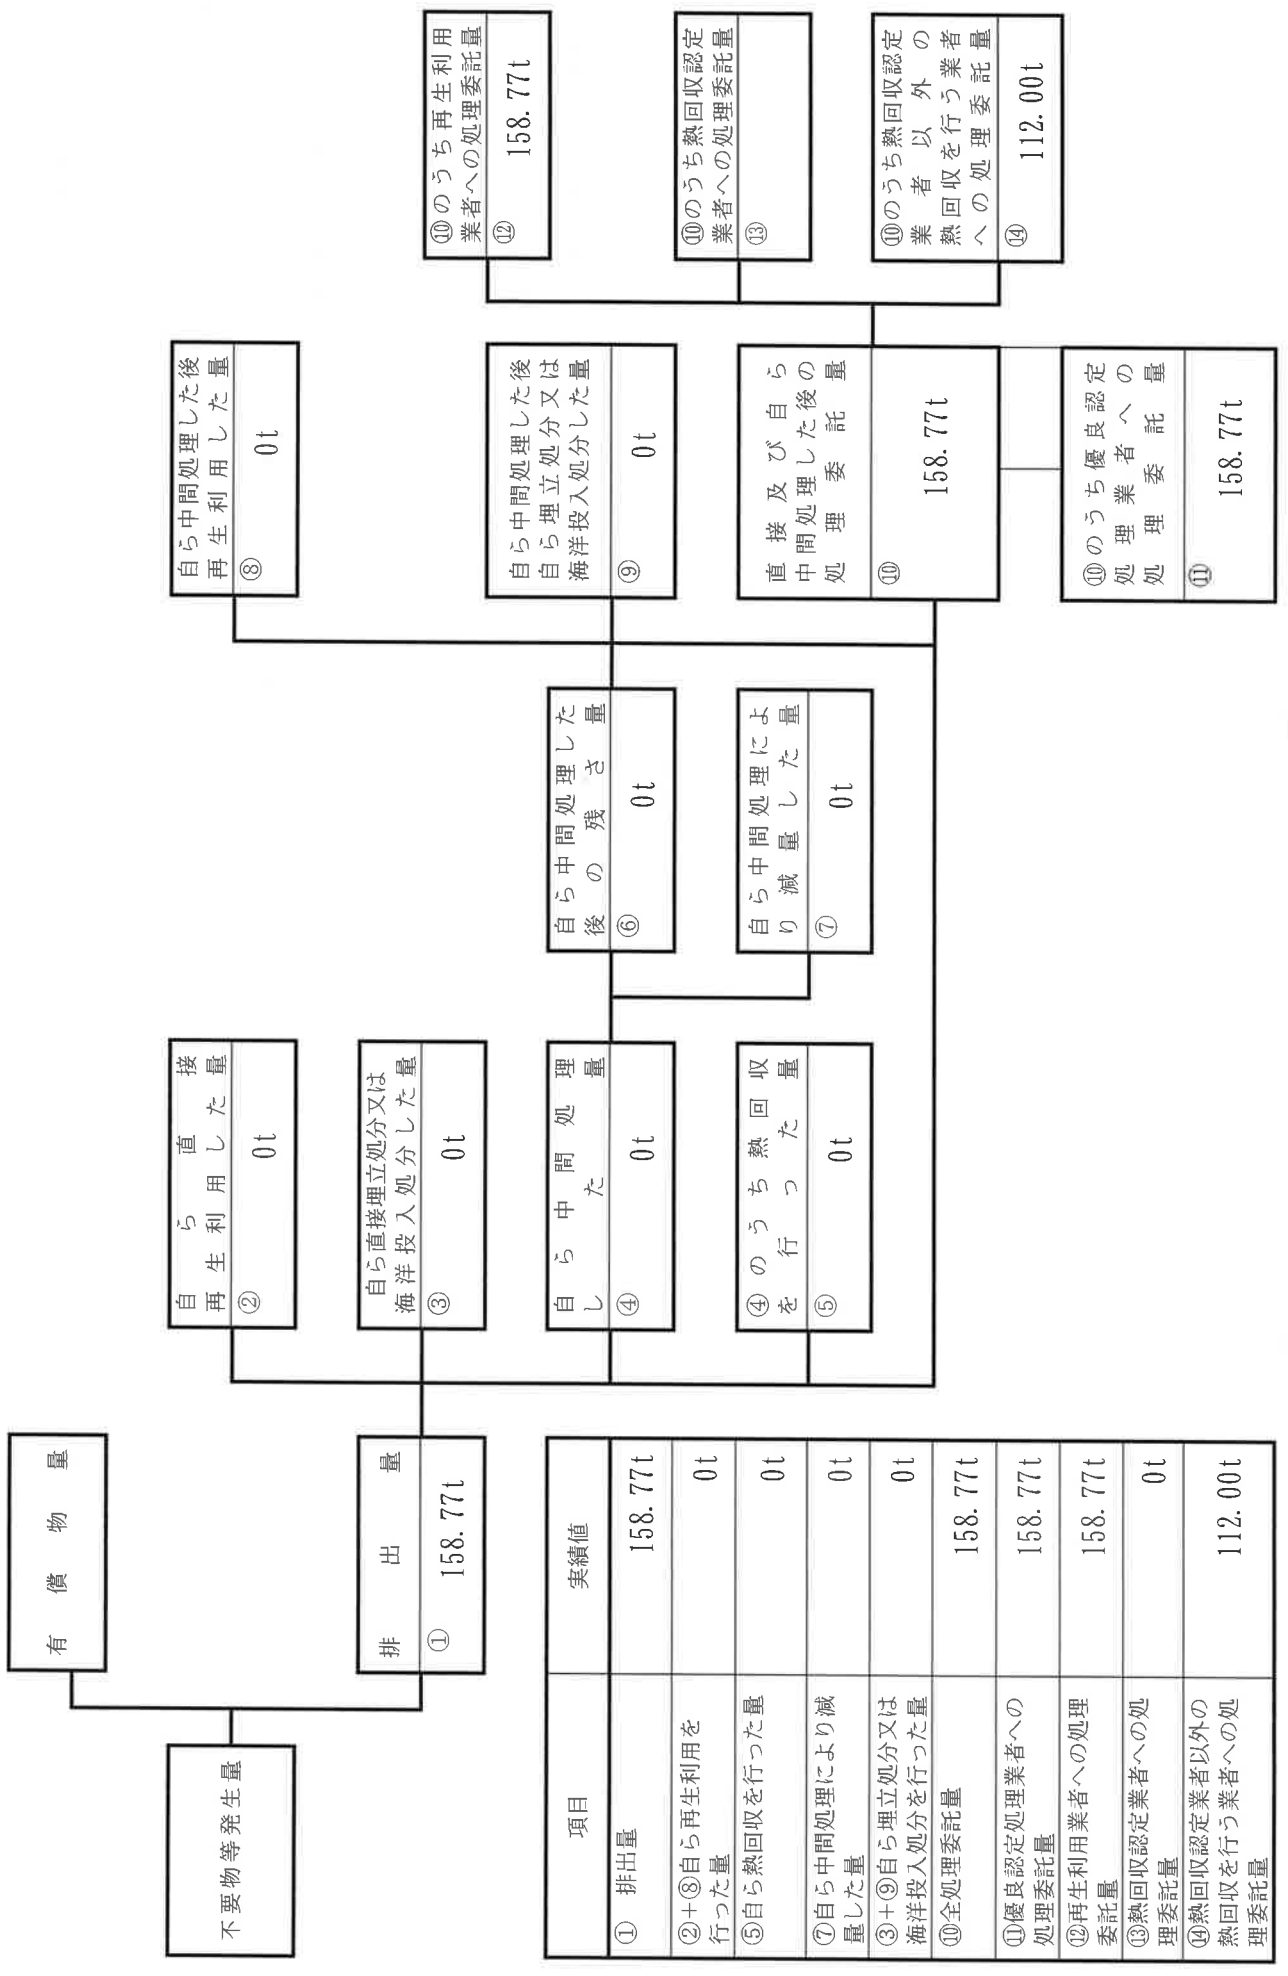 不要物等発生量
有償物量
排出量
① 158.77t
自ら直接
再生利用した量
② 0t
自ら直接埋立処分又は
海洋投入処分した量
③ 0t
自ら中間処理
した量
④ 0t
④のうち熱回収
を行った量
⑤ 0t
自ら中間処理した
後の残さ量
⑥ 0t
自ら中間処理によ
り減量した量
⑦ 0t
自ら中間処理した後
再生利用した量
⑧ 0t
自ら中間処理した後
自ら埋立処分又は
海洋投入処分した量
⑨ 0t
直接及び自ら
中間処理した後の
処理委託量
⑩ 158.77t
⑩のうち優良認定
処理業者への
処理委託量
⑪ 158.77t
⑩のうち再生利用
業者への処理委託量
⑫ 158.77t
⑩のうち熱回収認定
業者への処理委託量
⑬
⑩のうち熱回収認定
業者以外の
熱回収を行う業者
への処理委託量
⑭ 112.00t
項目 実績値
① 排出量 158.77t
②+⑧自ら再生利用を
行った量 0t
⑤自ら熱回収を行った量 0t
⑦自ら中間処理により減
量した量 0t
③+⑨自ら埋立処分又は
海洋投入処分を行った量 0t
⑩全処理委託量 158.77t
⑪優良認定処理業者への
処理委託量 158.77t
⑫再生利用業者への処理
委託量 158.77t
⑬熱回収認定業者への処
理委託量 0t
⑭熱回収認定業者以外の
熱回収を行う業者への処
理委託量 112.00t